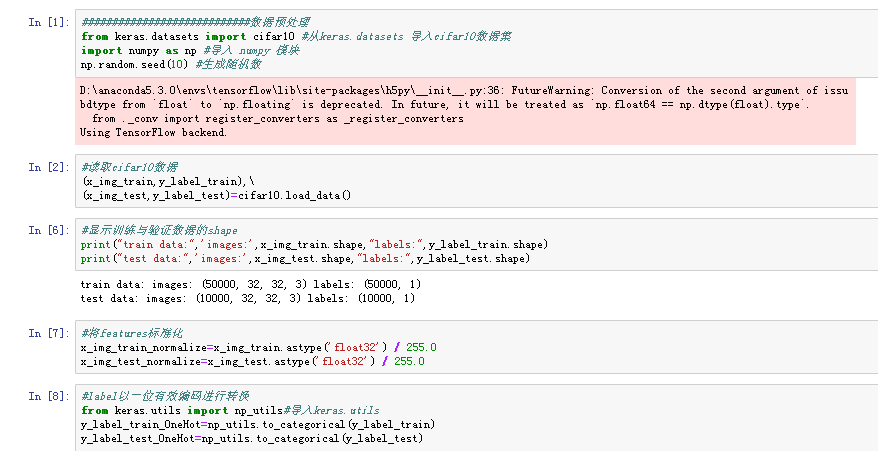 In [1]: ############################数据预处理
from keras.datasets import cifar10 #从keras.datasets 导入cifar10数据集
import numpy as np #导入 numpy 模块
np.random.seed(10) #生成随机数
D:\anaconda5.3.0\envs\tensorflow\lib\site-packages\h5py\__init__.py:36: FutureWarning: Conversion of the second argument of issu
bdtype from `float` to `np.floating` is deprecated. In future, it will be treated as `np.float64 == np.dtype(float).type`.
from ._conv import register_converters as _register_converters
Using TensorFlow backend.
In [2]: #读取cifar10数据
(x_img_train,y_label_train),\
(x_img_test,y_label_test)=cifar10.load_data()
In [6]: #显示训练与验证数据的shape
print("train data:",'images:',x_img_train.shape,"labels:",y_label_train.shape)
print("test data:",'images:',x_img_test.shape,"labels:",y_label_test.shape)
train data: images: (50000, 32, 32, 3) labels: (50000, 1)
test data: images: (10000, 32, 32, 3) labels: (10000, 1)
In [7]: #将features标准化
x_img_train_normalize=x_img_train.astype('float32') / 255.0
x_img_test_normalize=x_img_test.astype('float32') / 255.0
In [8]: #label以一位有效编码进行转换
from keras.utils import np_utils#导入keras.utils
y_label_train_OneHot=np_utils.to_categorical(y_label_train)
y_label_test_OneHot=np_utils.to_categorical(y_label_test)